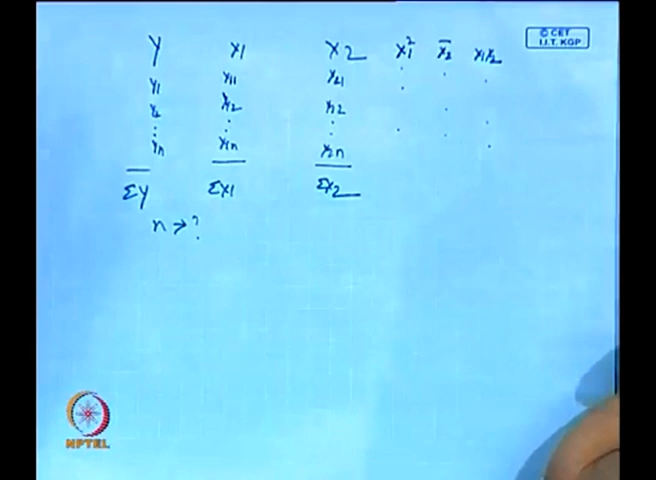 © CET
I.I.T. KGP
Y X1 X2 X₁² X̄₂ X₁X₂
Y1 X11 X21
Y2 X12 X22
⋮ ⋮ ⋮
Yn X1n X2n
ΣY ΣX1 ΣX2
n → ?
NPTEL